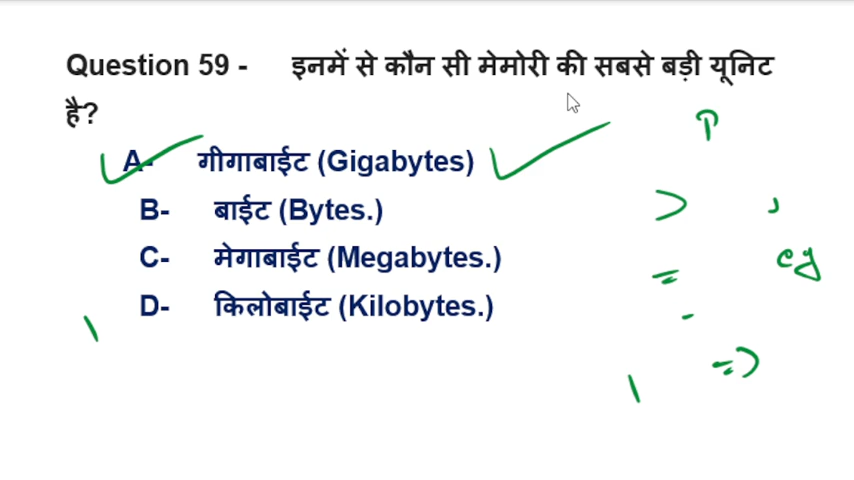 Question 59 - इनमें से कौन सी मेमोरी की सबसे बड़ी यूनिट
है?
A- गीगाबाईट (Gigabytes)
B- बाईट (Bytes.)
C- मेगाबाईट (Megabytes.)
D- किलोबाईट (Kilobytes.)